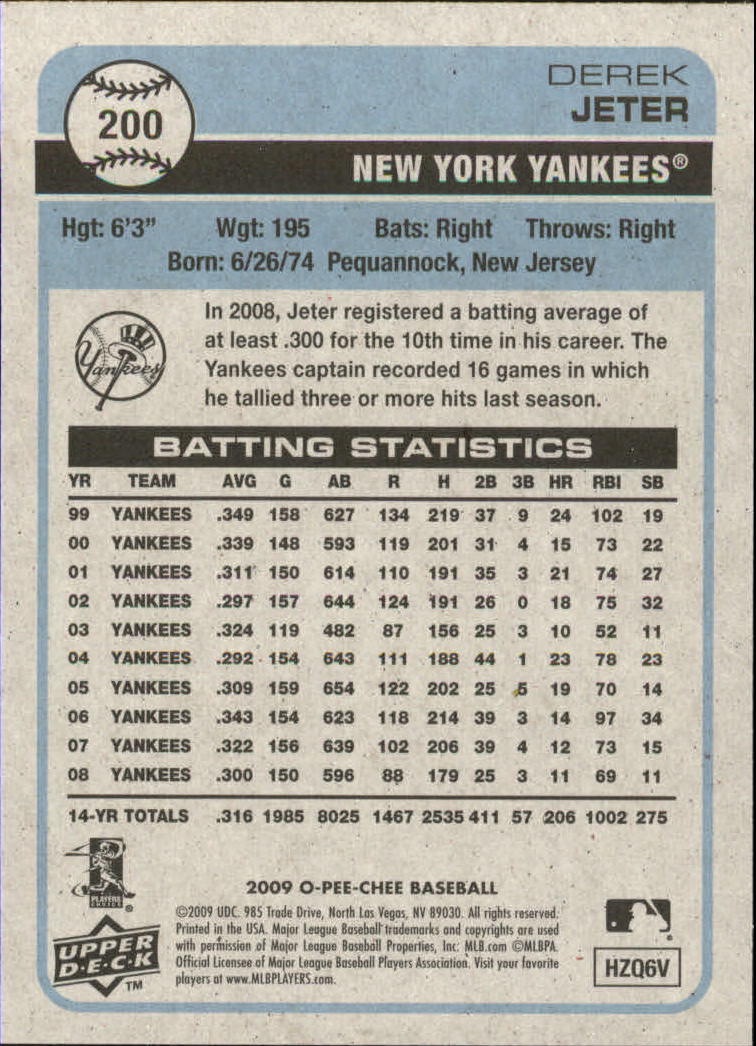 200
DEREK
JETER
NEW YORK YANKEES®
Hgt: 6'3" Wgt: 195 Bats: Right Throws: Right
Born: 6/26/74 Pequannock, New Jersey
Yankees
In 2008, Jeter registered a batting average of
at least .300 for the 10th time in his career. The
Yankees captain recorded 16 games in which
he tallied three or more hits last season.
BATTING STATISTICS
YR TEAM AVG G AB R H 2B 3B HR RBI SB
99 YANKEES .349 158 627 134 219 37 9 24 102 19
00 YANKEES .339 148 593 119 201 31 4 15 73 22
01 YANKEES .311 150 614 110 191 35 3 21 74 27
02 YANKEES .297 157 644 124 191 26 0 18 75 32
03 YANKEES .324 119 482 87 156 25 3 10 52 11
04 YANKEES .292 154 643 111 188 44 1 23 78 23
05 YANKEES .309 159 654 122 202 25 5 19 70 14
06 YANKEES .343 154 623 118 214 39 3 14 97 34
07 YANKEES .322 156 639 102 206 39 4 12 73 15
08 YANKEES .300 150 596 88 179 25 3 11 69 11
14-YR TOTALS .316 1985 8025 1467 2535 411 57 206 1002 275
PLAYERS
CHOICE ®
2009 O-PEE-CHEE BASEBALL
©2009 UDC. 985 Trade Drive, North Las Vegas, NV 89030. All rights reserved.
Printed in the USA. Major League Baseball trademarks and copyrights are used
with permission of Major League Baseball Properties, Inc. MLB.com ©MLBPA.
Official Licensee of Major League Baseball Players Association. Visit your favorite
players at www.MLBPLAYERS.com.
UPPER
D·E·C·K
TM
HZQ6V